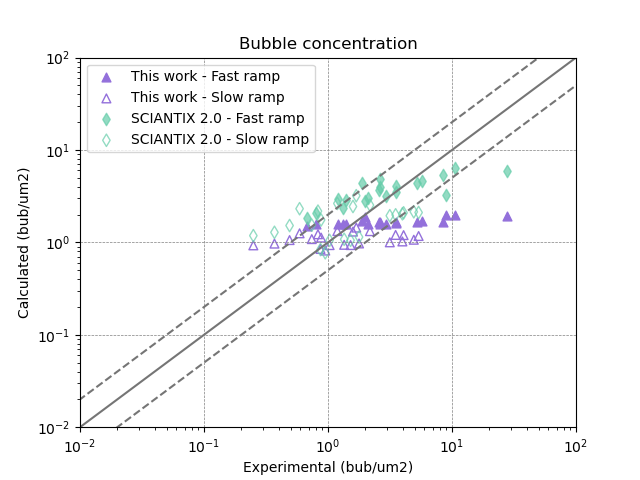 Bubble concentration
This work - Fast ramp
This work - Slow ramp
SCIANTIX 2.0 - Fast ramp
SCIANTIX 2.0 - Slow ramp
Calculated (bub/um2)
10²
10¹
10⁰
10⁻¹
10⁻²
10⁻² 10⁻¹ 10⁰ 10¹ 10²
Experimental (bub/um2)